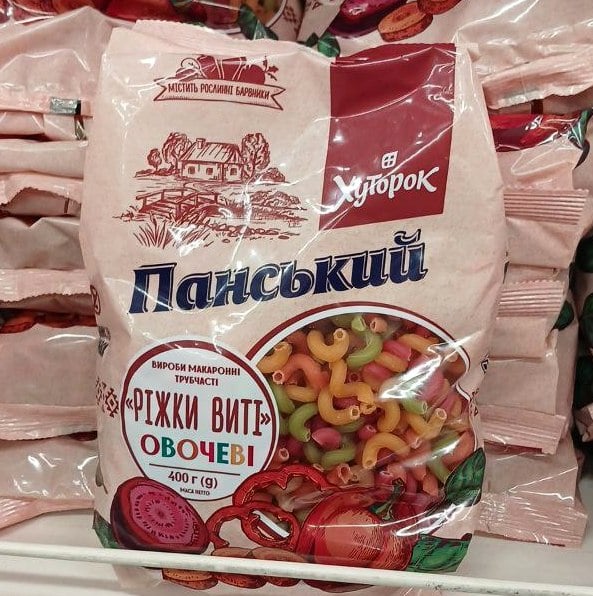 МІСТИТЬ РОСЛИННІ БАРВНИКИ
Хуторок
Панський
ВИРОБИ МАКАРОННІ
ТРУБЧАСТІ
«РІЖКИ ВИТІ»
ОВОЧЕВІ
400 г (g)
МАСА НЕТТО